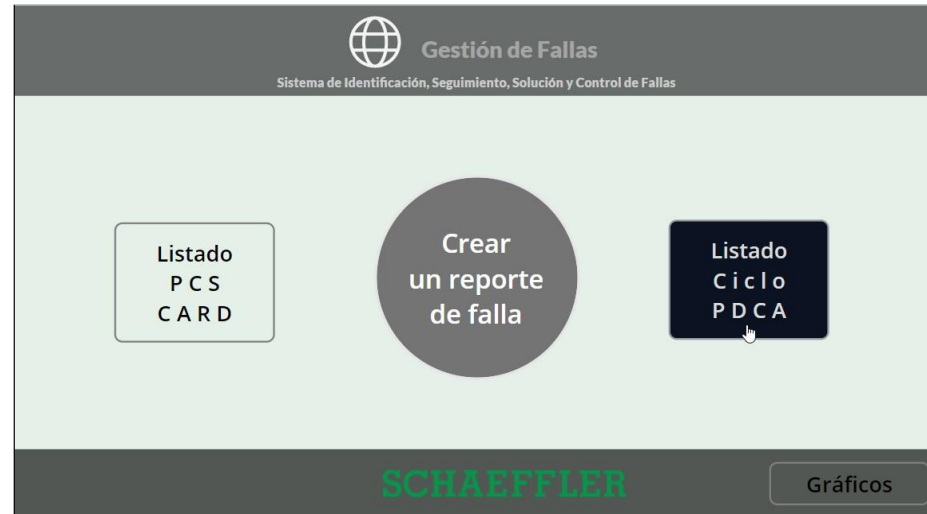 Gestión de Fallas
Sistema de Identificación, Seguimiento, Solución y Control de Fallas
Listado
P C S
C A R D
Crear
un reporte
de falla
Listado
C i c l o
P D C A
SCHAEFFLER
Gráficos